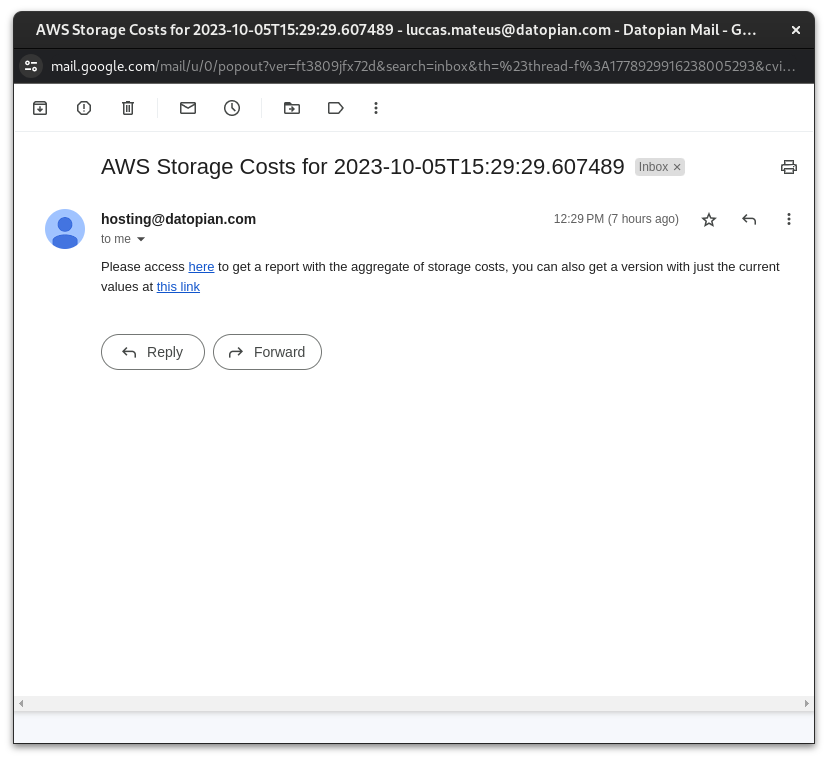 AWS Storage Costs for 2023-10-05T15:29:29.607489 - luccas.mateus@datopian.com - Datopian Mail - G...
mail.google.com/mail/u/0/popout?ver=ft3809jfx72d&search=inbox&th=%23thread-f%3A1778929916238005293&cvi...
AWS Storage Costs for 2023-10-05T15:29:29.607489 Inbox
hosting@datopian.com 12:29 PM (7 hours ago)
to me
Please access here to get a report with the aggregate of storage costs, you can also get a version with just the current
values at this link
Reply Forward